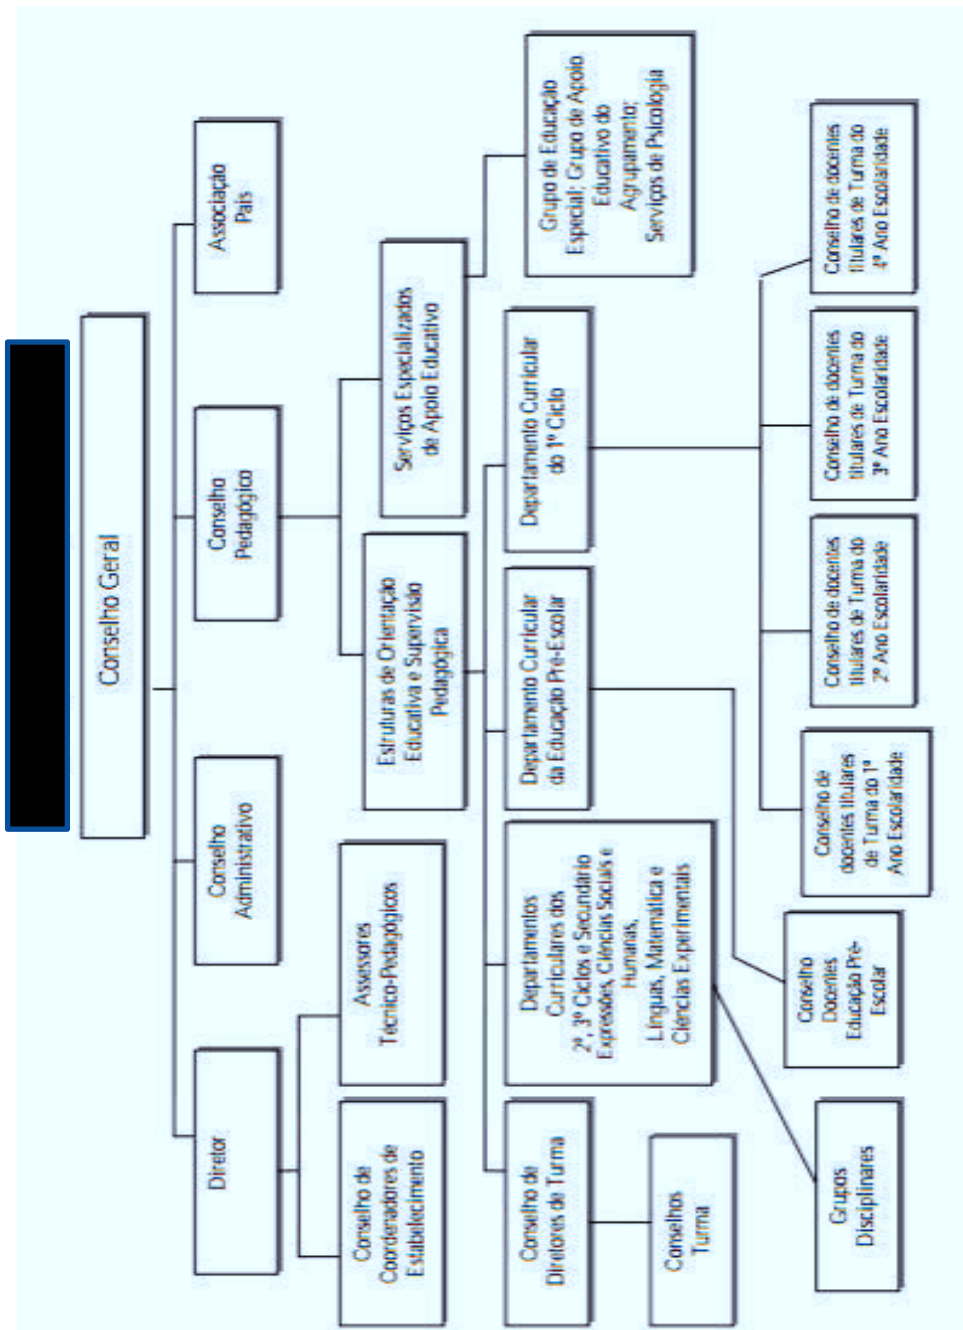 Conselho Geral
Diretor
Conselho
Administrativo
Conselho
Pedagógico
Associação
Pais
Conselho de
Coordenadores de
Estabelecimento
Assessores
Técnico-Pedagógicos
Estruturas de Orientação
Educativa e Supervisão
Pedagógica
Serviços Especializados
de Apoio Educativo
Conselho de
Diretores de Turma
Departamentos
Curriculares dos
2º, 3º Ciclos e Secundário
Expressões, Ciências Sociais e
Humanas,
Línguas, Matemática e
Ciências Experimentais
Departamento Curricular
da Educação Pré-Escolar
Departamento Curricular
do 1º Ciclo
Grupo de Educação
Especial; Grupo de Apoio
Educativo do
Agrupamento;
Serviços de Psicologia
Conselhos
Turma
Grupos
Disciplinares
Conselho
Docentes
Educação Pré-
Escolar
Conselho de
docentes titulares
de Turma do 1º
Ano Escolaridade
Conselho de docentes
titulares de Turma do
2º Ano Escolaridade
Conselho de docentes
titulares de Turma do
3º Ano Escolaridade
Conselho de docentes
titulares de Turma do
4º Ano Escolaridade